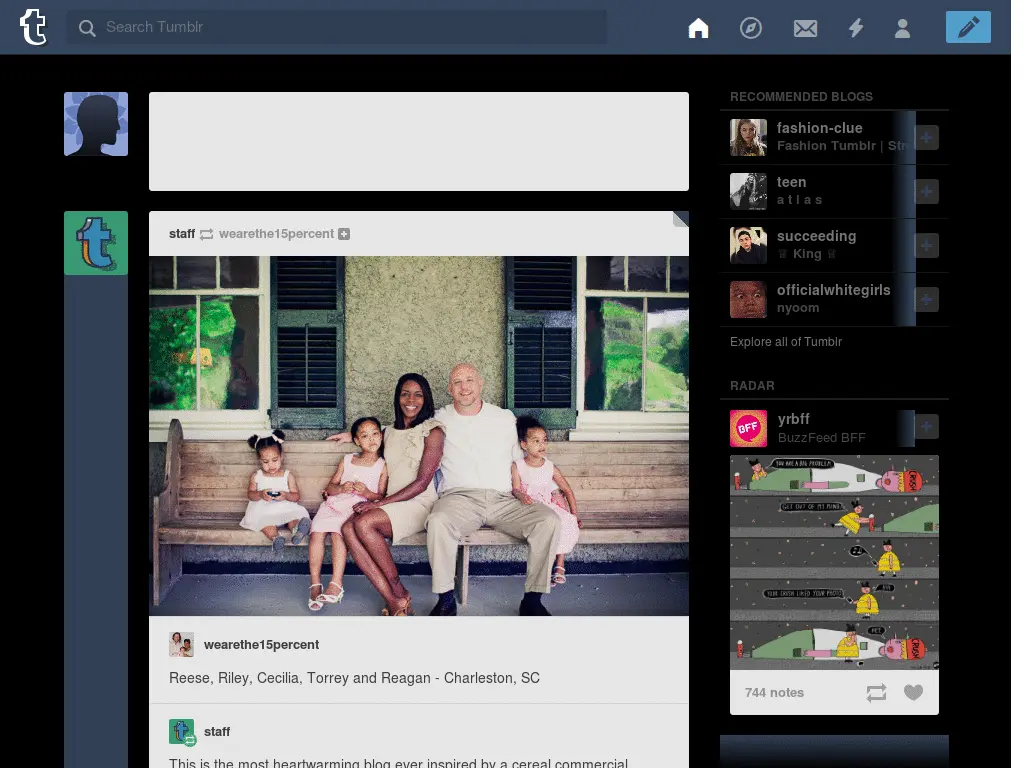 Search Tumblr
RECOMMENDED BLOGS
fashion-clue
Fashion Tumblr | Str
teen
a t l a s
succeeding
♕ King ♕
officialwhitegirls
nyoom
Explore all of Tumblr
staff wearethe15percent
RADAR
yrbff
BuzzFeed BFF
BFF
YOU ARE A BIG PROBLEM
CRUSH
GET OUT OF MY MIND
ZZ
YOUR CRUSH LIKED YOUR PHOTO
HEY
CRUSH
744 notes
wearethe15percent
Reese, Riley, Cecilia, Torrey and Reagan - Charleston, SC
staff
This is the most heartwarming blog ever inspired by a cereal commercial.